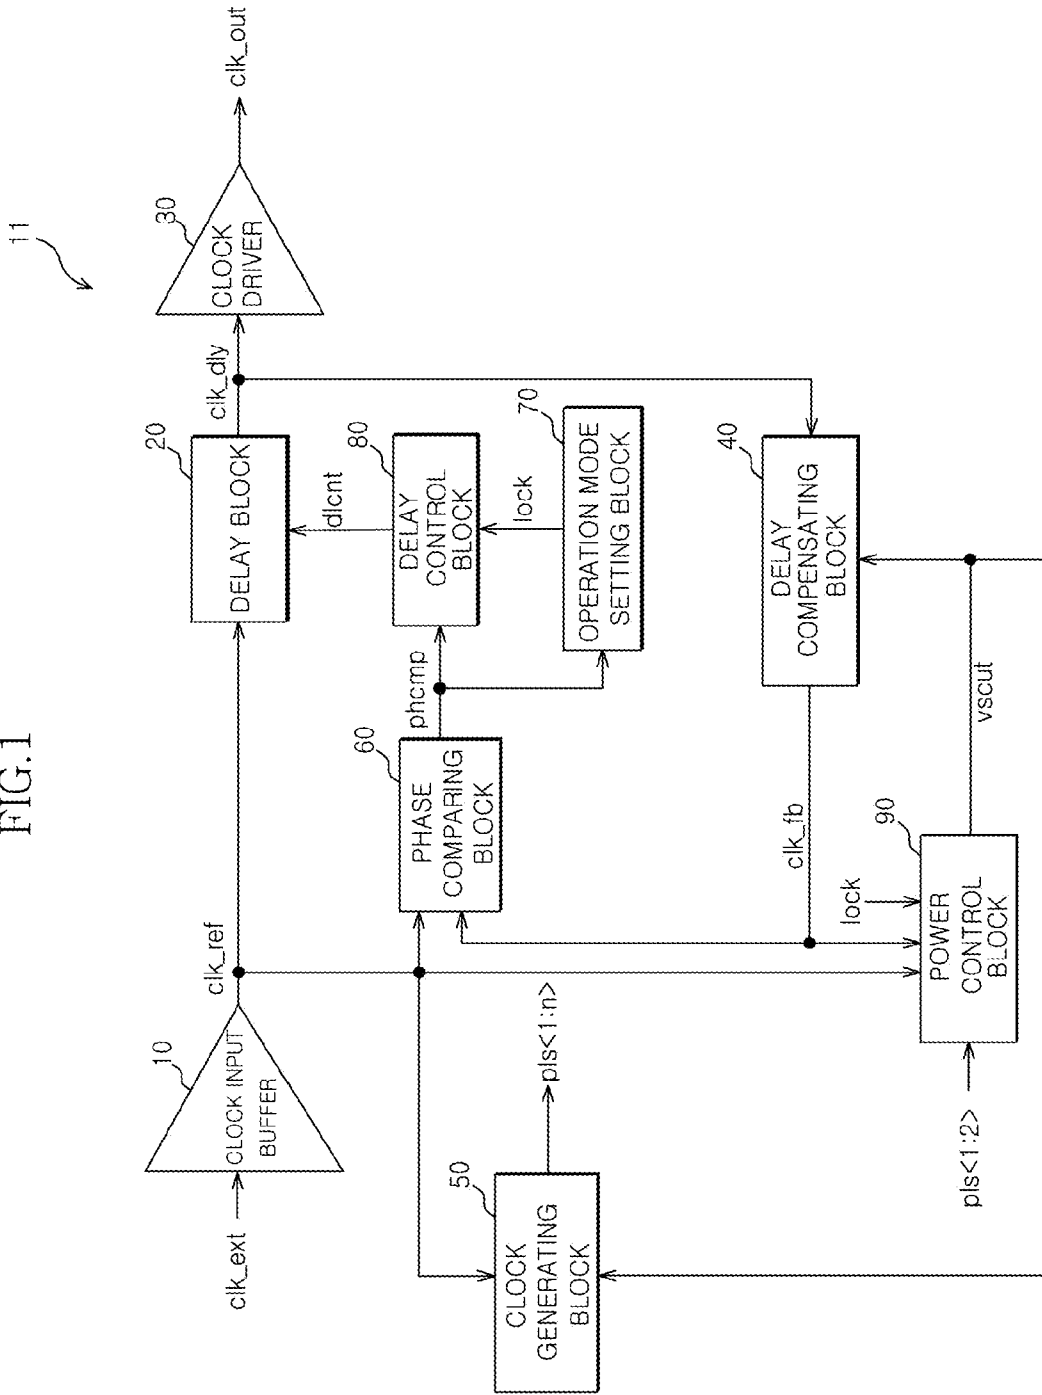 FIG.1
11
clk_ext
10
CLOCK INPUT
BUFFER
clk_ref
20
DELAY BLOCK
clk_dly
30
CLOCK
DRIVER
clk_out
60
PHASE
COMPARING
BLOCK
phcmp
80
DELAY
CONTROL
BLOCK
dlcnt
lock
70
OPERATION MODE
SETTING BLOCK
50
CLOCK
GENERATING
BLOCK
pls<1:n>
40
DELAY
COMPENSATING
BLOCK
clk_fb
lock
90
POWER
CONTROL
BLOCK
pls<1:2>
vscut